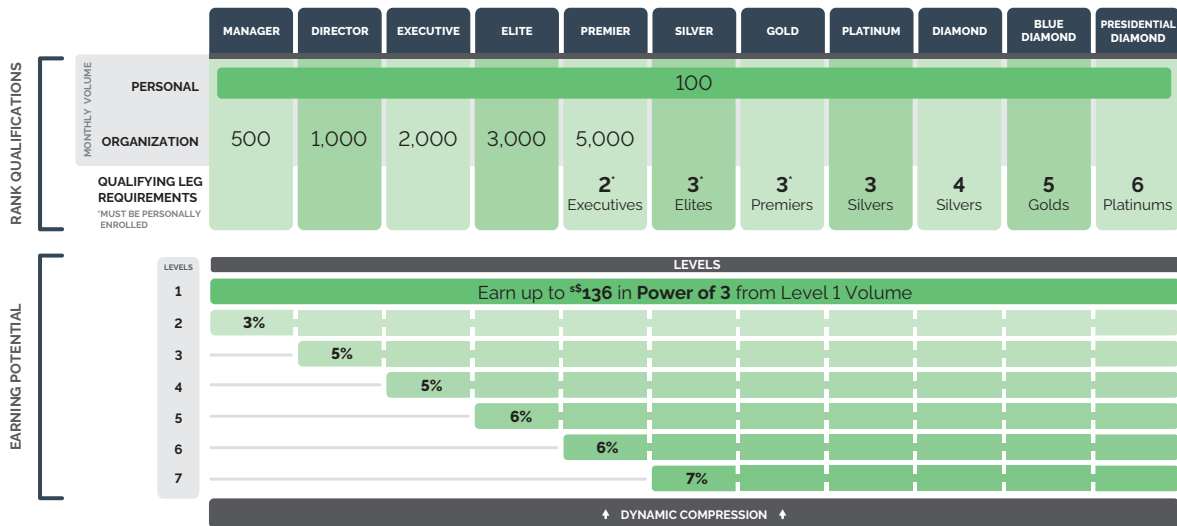 MANAGER DIRECTOR EXECUTIVE ELITE PREMIER SILVER GOLD PLATINUM DIAMOND BLUE DIAMOND PRESIDENTIAL DIAMOND
RANK QUALIFICATIONS
MONTHLY VOLUME
PERSONAL 100
ORGANIZATION 500 1,000 2,000 3,000 5,000
QUALIFYING LEG
REQUIREMENTS
*MUST BE PERSONALLY
ENROLLED
2* 3* 3* 3 4 5 6
Executives Elites Premiers Silvers Silvers Golds Platinums
EARNING POTENTIAL
LEVELS LEVELS
1 Earn up to S$136 in Power of 3 from Level 1 Volume
2 3%
3 5%
4 5%
5 6%
6 6%
7 7%
DYNAMIC COMPRESSION